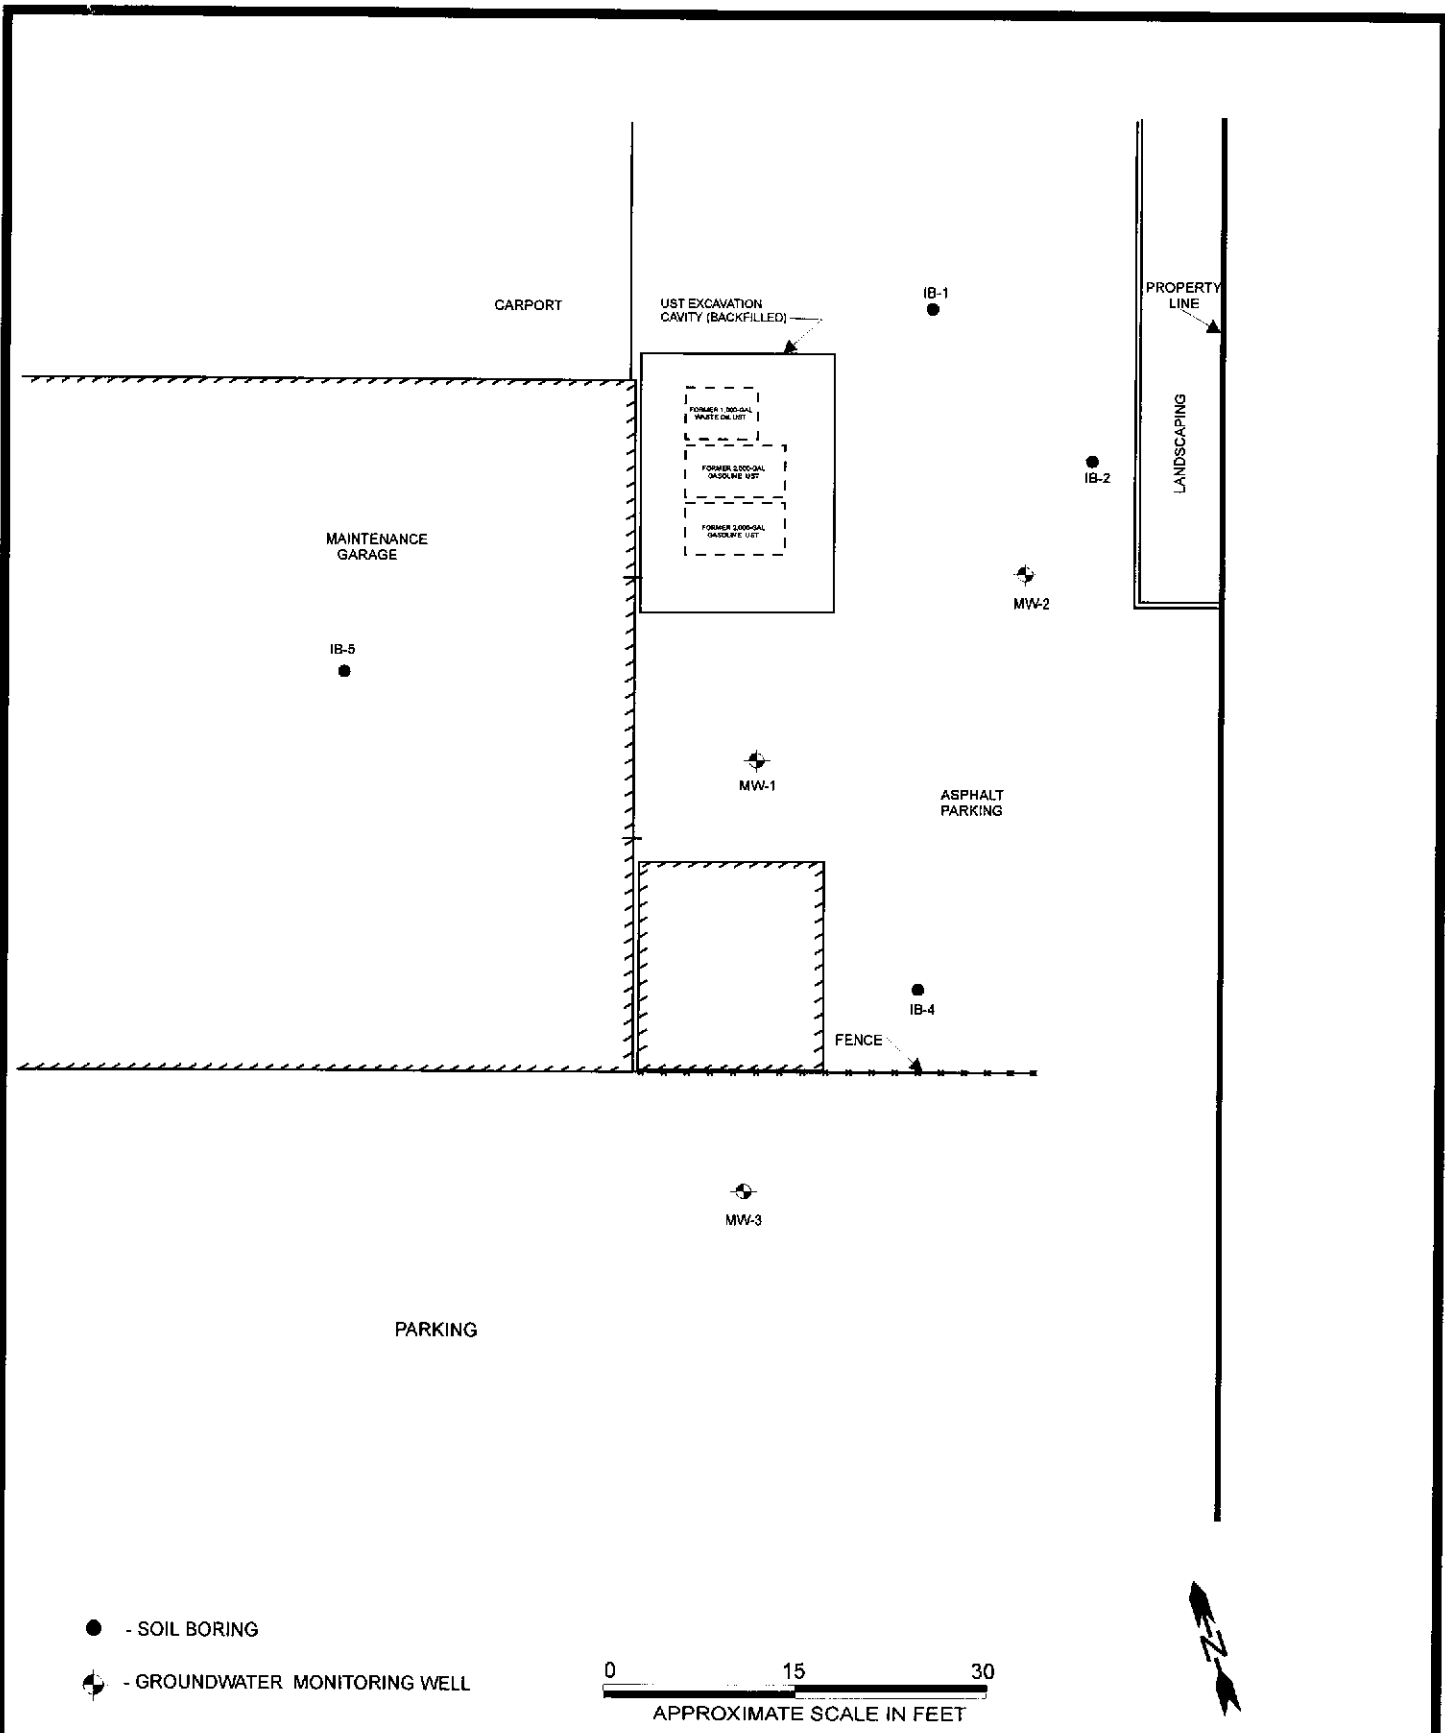 IB-1
PROPERTY
LINE
CARPORT
UST EXCAVATION
CAVITY (BACKFILLED)
FORMER 1,000-GAL
WASTE OIL UST
LANDSCAPING
FORMER 2,000-GAL
GASOLINE UST
IB-2
FORMER 2,000-GAL
GASOLINE UST
MAINTENANCE
GARAGE
MW-2
IB-5
MW-1
ASPHALT
PARKING
IB-4
FENCE
MW-3
PARKING
- SOIL BORING
- GROUNDWATER MONITORING WELL
0 15 30
APPROXIMATE SCALE IN FEET
N